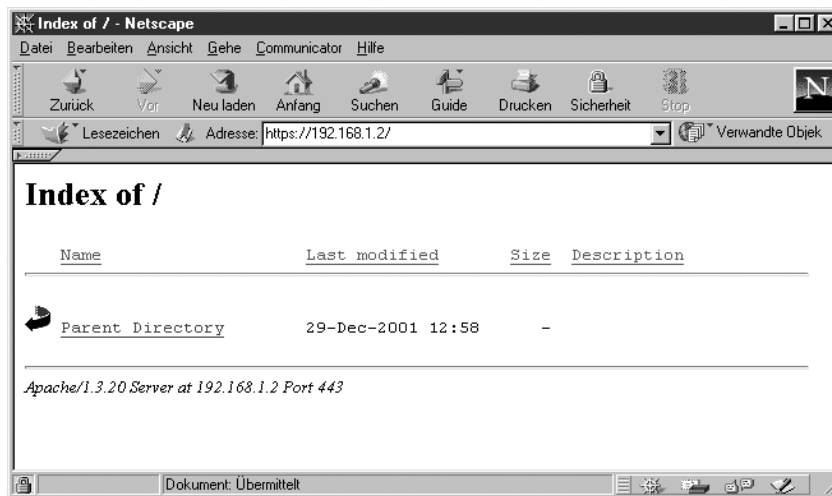 Index of / - Netscape
Datei Bearbeiten Ansicht Gehe Communicator Hilfe
Zurück Vor Neu laden Anfang Suchen Guide Drucken Sicherheit Stop
N
Lesezeichen Adresse: https://192.168.1.2/ Verwandte Objek
Index of /
Name Last modified Size Description
Parent Directory 29-Dec-2001 12:58 -
Apache/1.3.20 Server at 192.168.1.2 Port 443
Dokument: Übermittelt